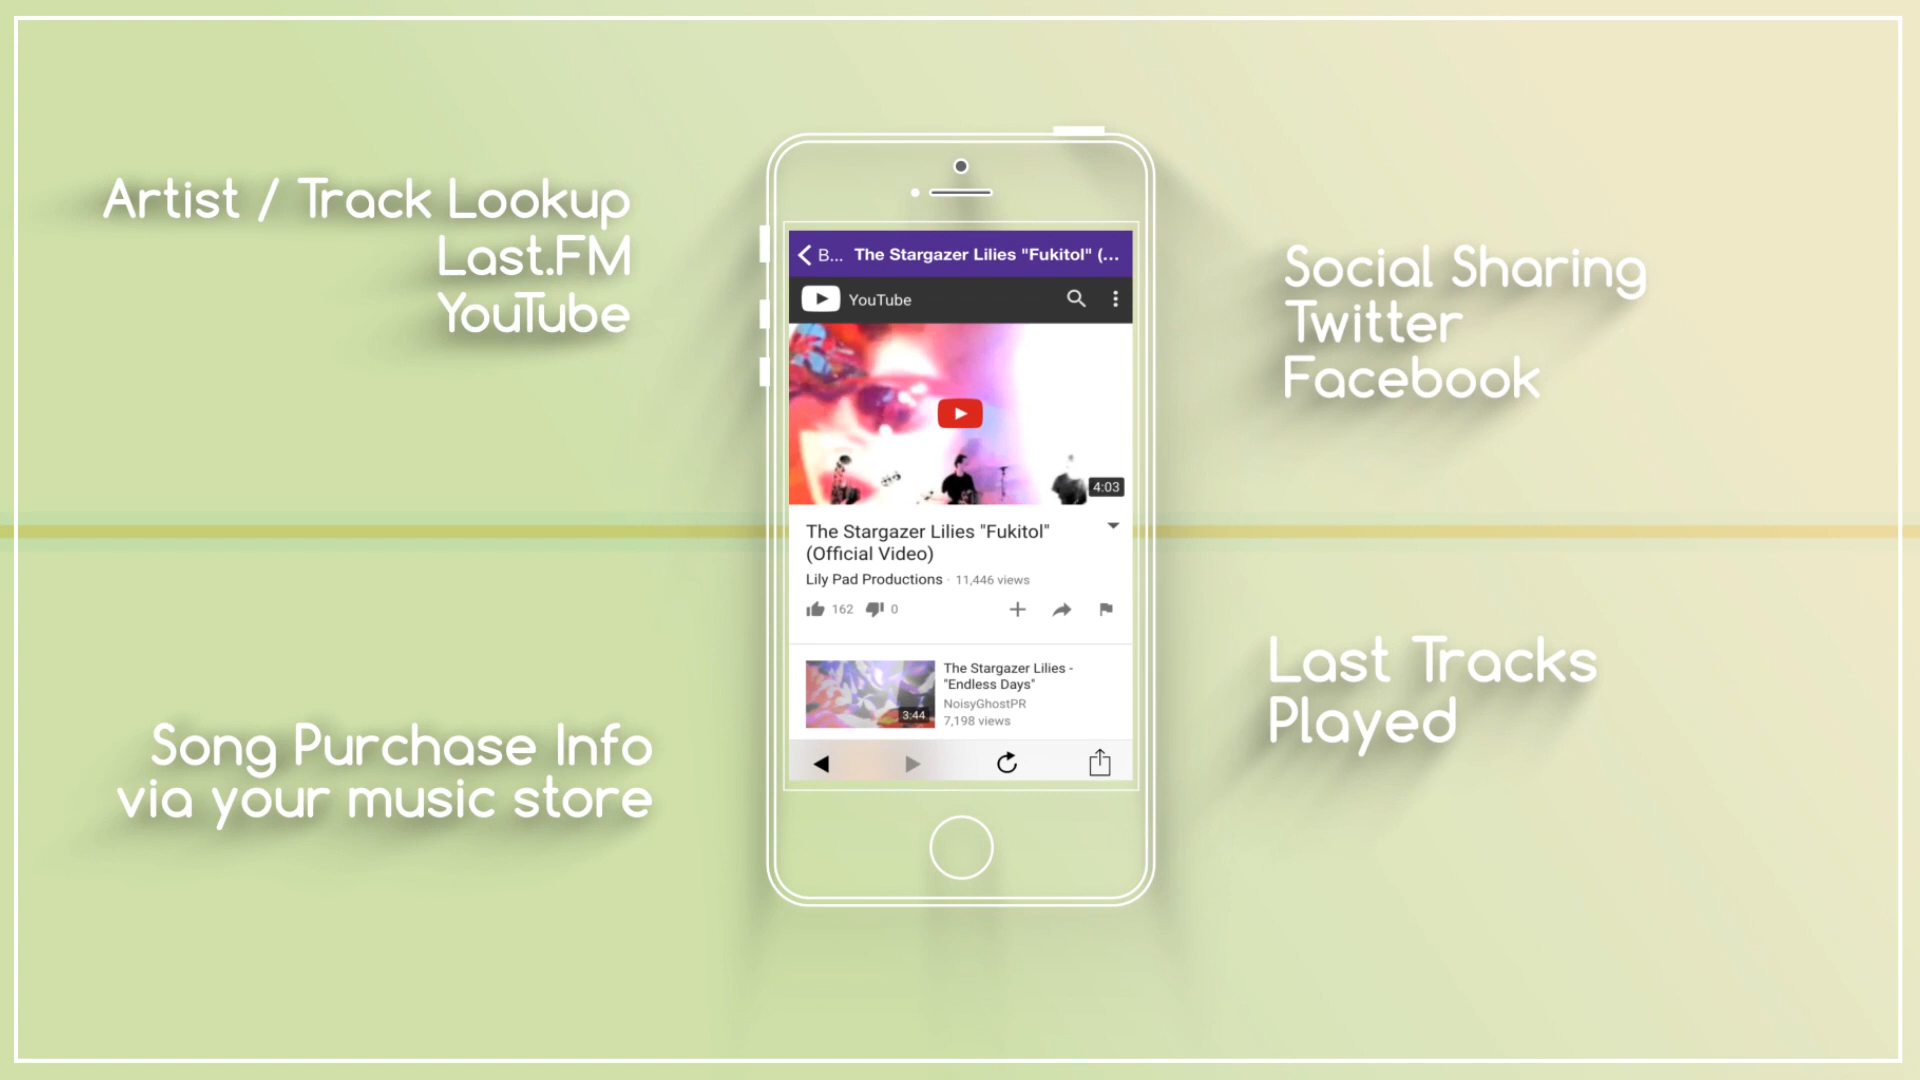 Artist / Track Lookup
Last.FM
YouTube
Song Purchase Info
via your music store
B... The Stargazer Lilies "Fukitol" (...
YouTube
4:03
The Stargazer Lilies "Fukitol"
(Official Video)
Lily Pad Productions · 11,446 views
162 0
The Stargazer Lilies -
"Endless Days"
NoisyGhostPR
7,198 views
3:44
Social Sharing
Twitter
Facebook
Last Tracks
Played